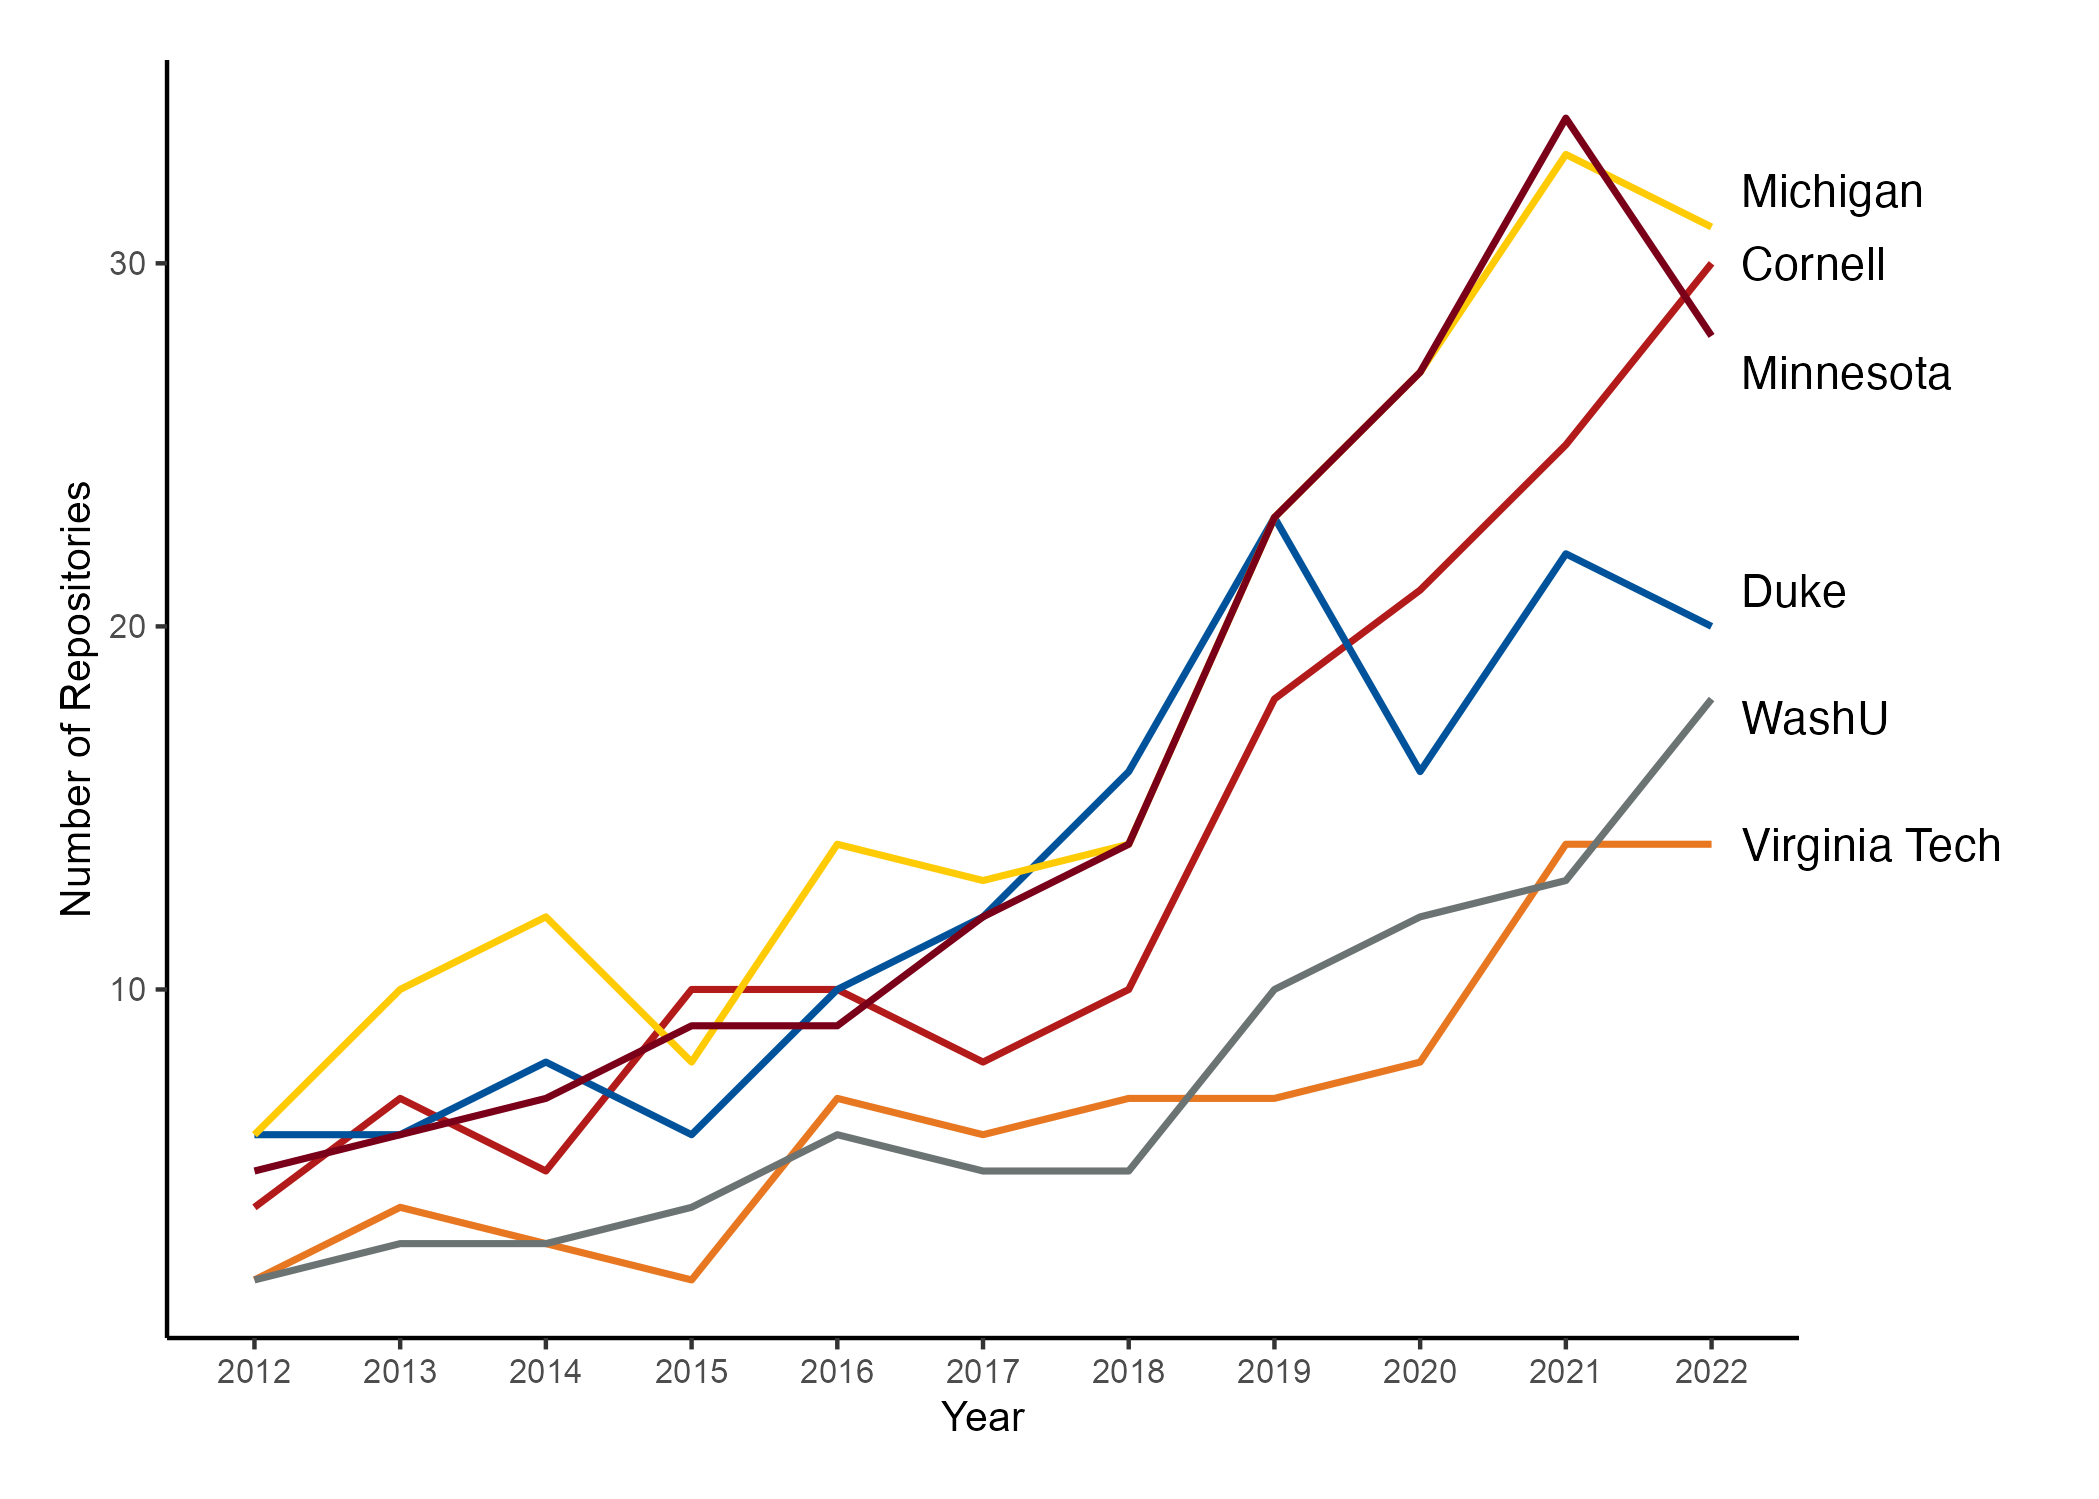 Michigan
Cornell
Minnesota
Duke
WashU
Virginia Tech
30
20
10
Number of Repositories
2012 2013 2014 2015 2016 2017 2018 2019 2020 2021 2022
Year